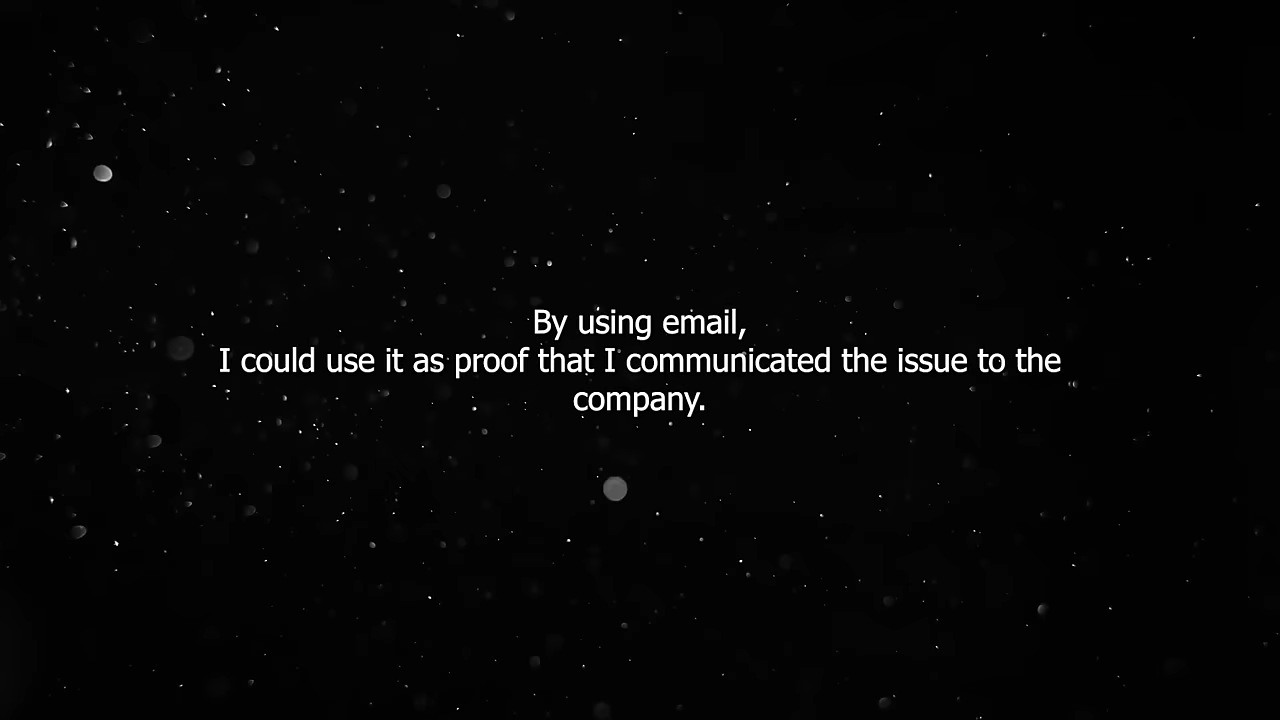 By using email,
I could use it as proof that I communicated the issue to the
company.